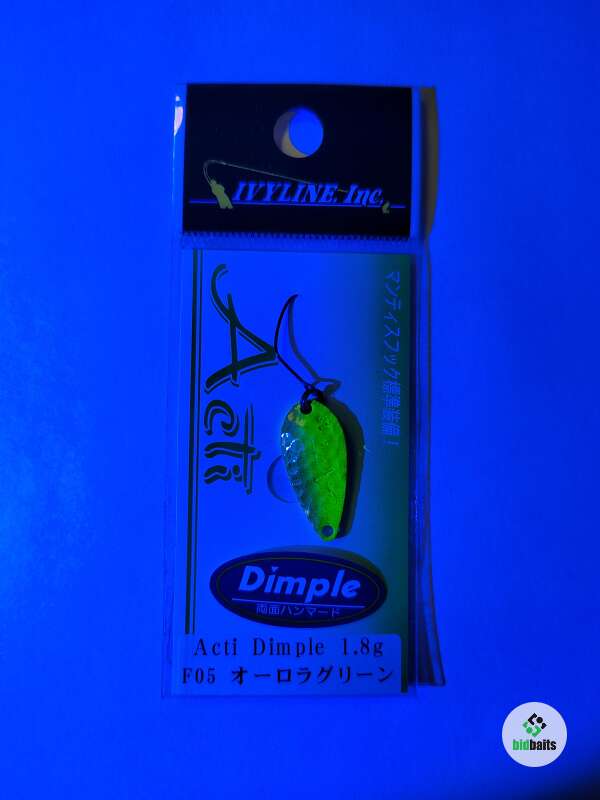 IVYLINE. Inc.
Acti
マンティスフック標準装備！
Dimple
両面ハンマード
Acti Dimple 1.8g
F05 オーロラグリーン
bidbaits